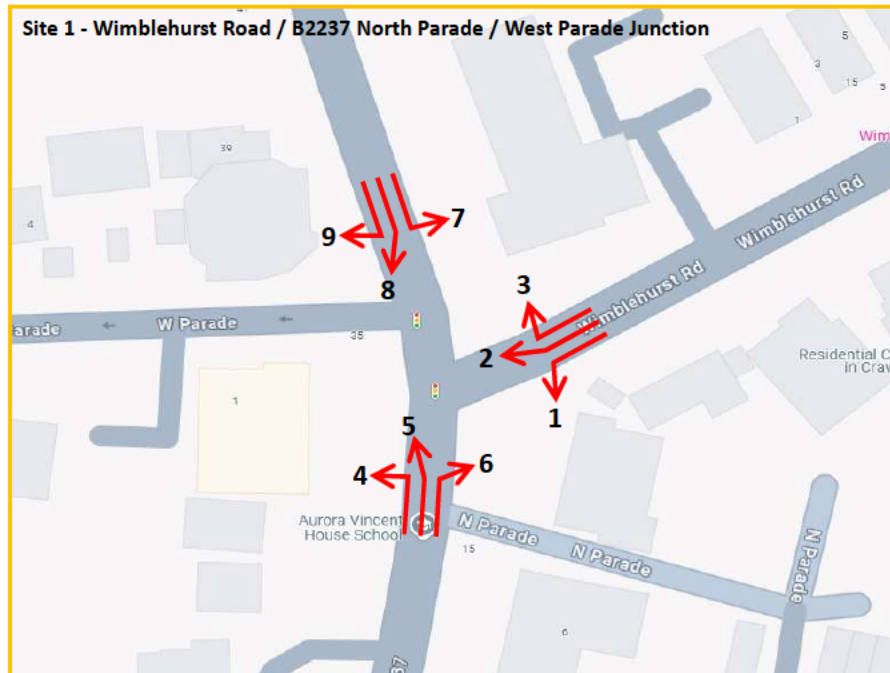 Site 1 - Wimblehurst Road / B2237 North Parade / West Parade Junction
39
5
3
15
5
1
Wim
4
7
9
8
Wimblehurst Rd
3
Wimblehurst Rd
arade
W Parade
35
2
Residential C
in Craw
1
1
5
4
6
Aurora Vincent
House School
N Parade
15
N Parade
N Parade
6
37